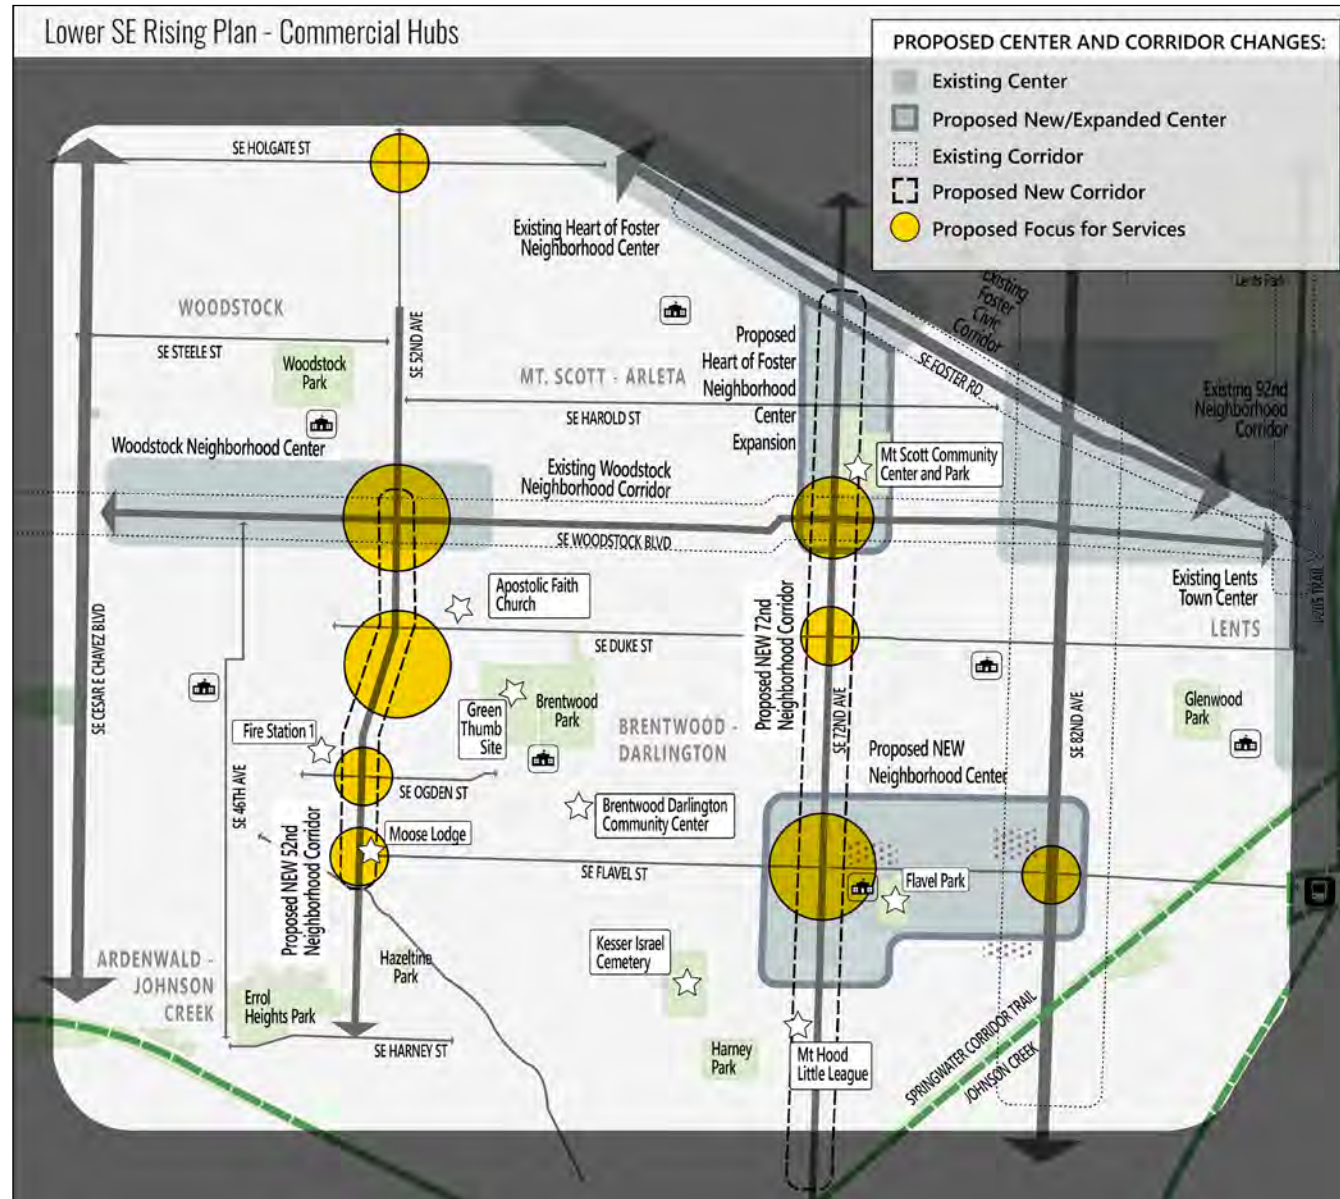 Lower SE Rising Plan - Commercial Hubs
PROPOSED CENTER AND CORRIDOR CHANGES:
Existing Center
Proposed New/Expanded Center
Existing Corridor
Proposed New Corridor
Proposed Focus for Services
SE HOLGATE ST
Existing Heart of Foster
Neighborhood Center
Existing
Foster
Civic
Corridor
Lents Park
WOODSTOCK
SE STEELE ST
SE 52ND AVE
Woodstock
Park
Proposed
Heart of Foster
Neighborhood
Center
Expansion
SE FOSTER RD
MT. SCOTT - ARLETA
SE HAROLD ST
Existing 92nd
Neighborhood
Corridor
Woodstock Neighborhood Center
Existing Woodstock
Neighborhood Corridor
Mt Scott Community
Center and Park
SE WOODSTOCK BLVD
Existing Lents
Town Center
I-205 TRAIL
Apostolic Faith
Church
SE CESAR E CHAVEZ BLVD
SE DUKE ST
LENTS
Proposed NEW 72nd
Neighborhood Corridor
SE 72ND AVE
SE 82ND AVE
Green
Thumb
Site
Brentwood
Park
BRENTWOOD -
DARLINGTON
Glenwood
Park
Fire Station 1
Proposed NEW
Neighborhood Center
SE OGDEN ST
SE 46TH AVE
Brentwood Darlington
Community Center
Moose Lodge
Proposed NEW 52nd
Neighborhood Corridor
SE FLAVEL ST
Flavel Park
Kesser Israel
Cemetery
Hazeltine
Park
ARDENWALD -
JOHNSON
CREEK
Errol
Heights Park
SE HARNEY ST
Harney
Park
Mt Hood
Little League
SPRINGWATER CORRIDOR TRAIL
JOHNSON CREEK